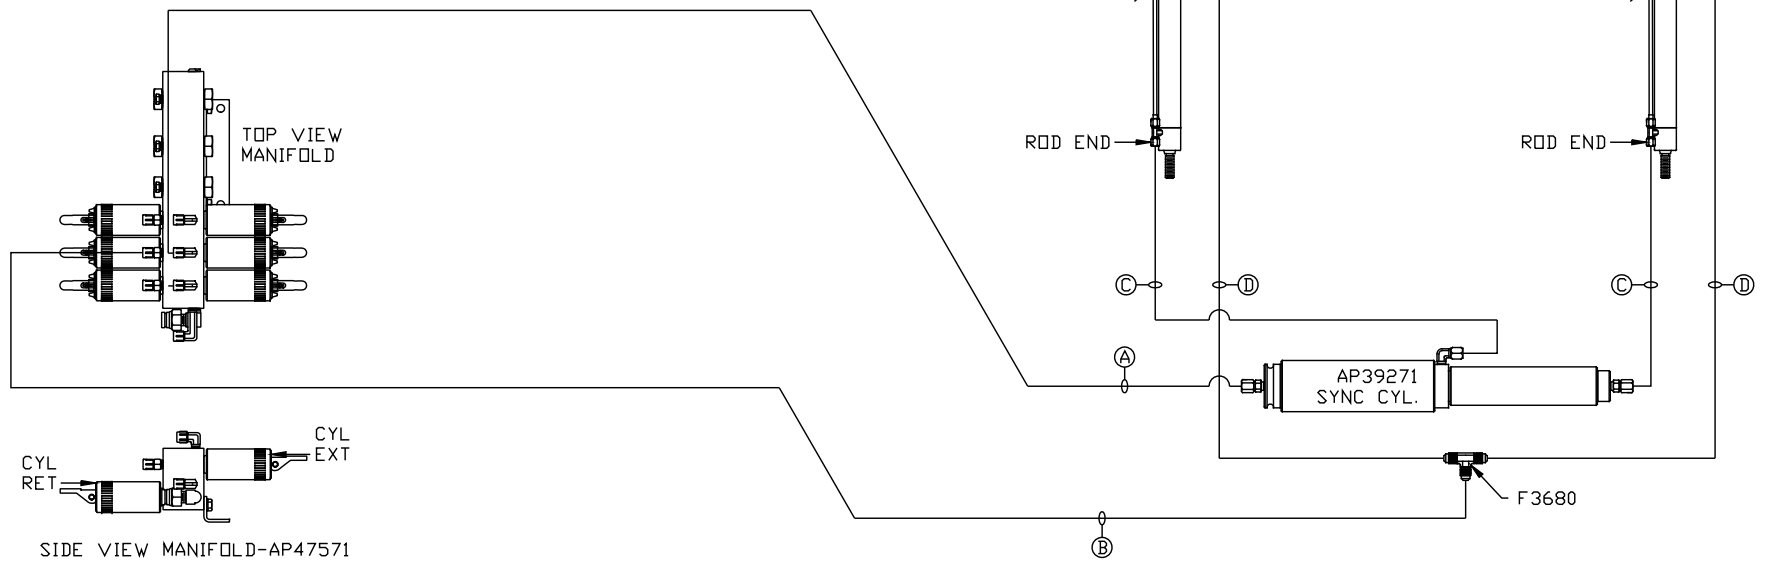 TOP VIEW
MANIFOLD
ROD END
ROD END
C
D
C
D
A
AP39271
SYNC CYL.
CYL
EXT
CYL
RET
F3680
B
SIDE VIEW MANIFOLD-AP47571